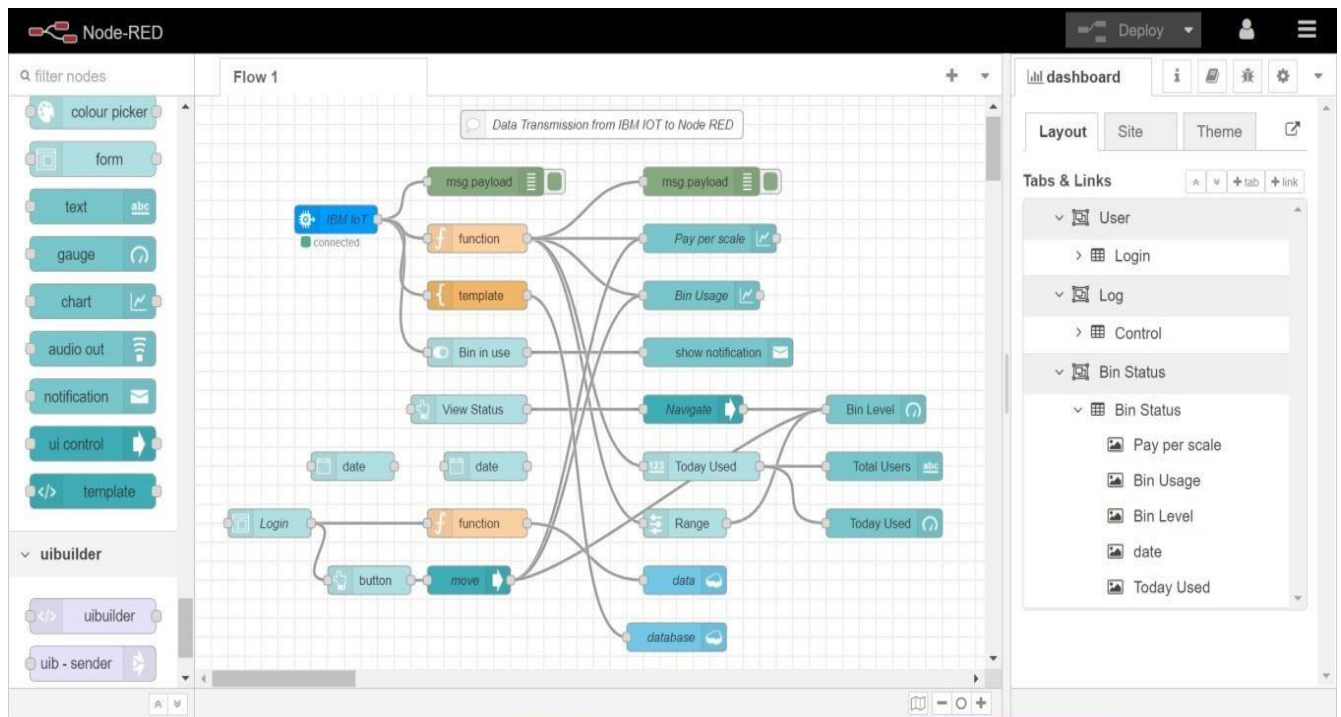 Node-RED
Deploy
filter nodes
colour picker
form
text
abc
gauge
chart
audio out
notification
ui control
template
uibuilder
uibuilder
uib - sender
Flow 1
Data Transmission from IBM IOT to Node RED
msg.payload
msg.payload
IBM IoT
connected
function
Pay per scale
template
Bin Usage
Bin in use
show notification
View Status
Navigate
Bin Level
date
date
123
Today Used
Total Users
abc
Login
function
Range
Today Used
button
move
data
database
dashboard
i
Layout
Site
Theme
Tabs & Links
tab
link
User
Login
Log
Control
Bin Status
Bin Status
Pay per scale
Bin Usage
Bin Level
date
Today Used